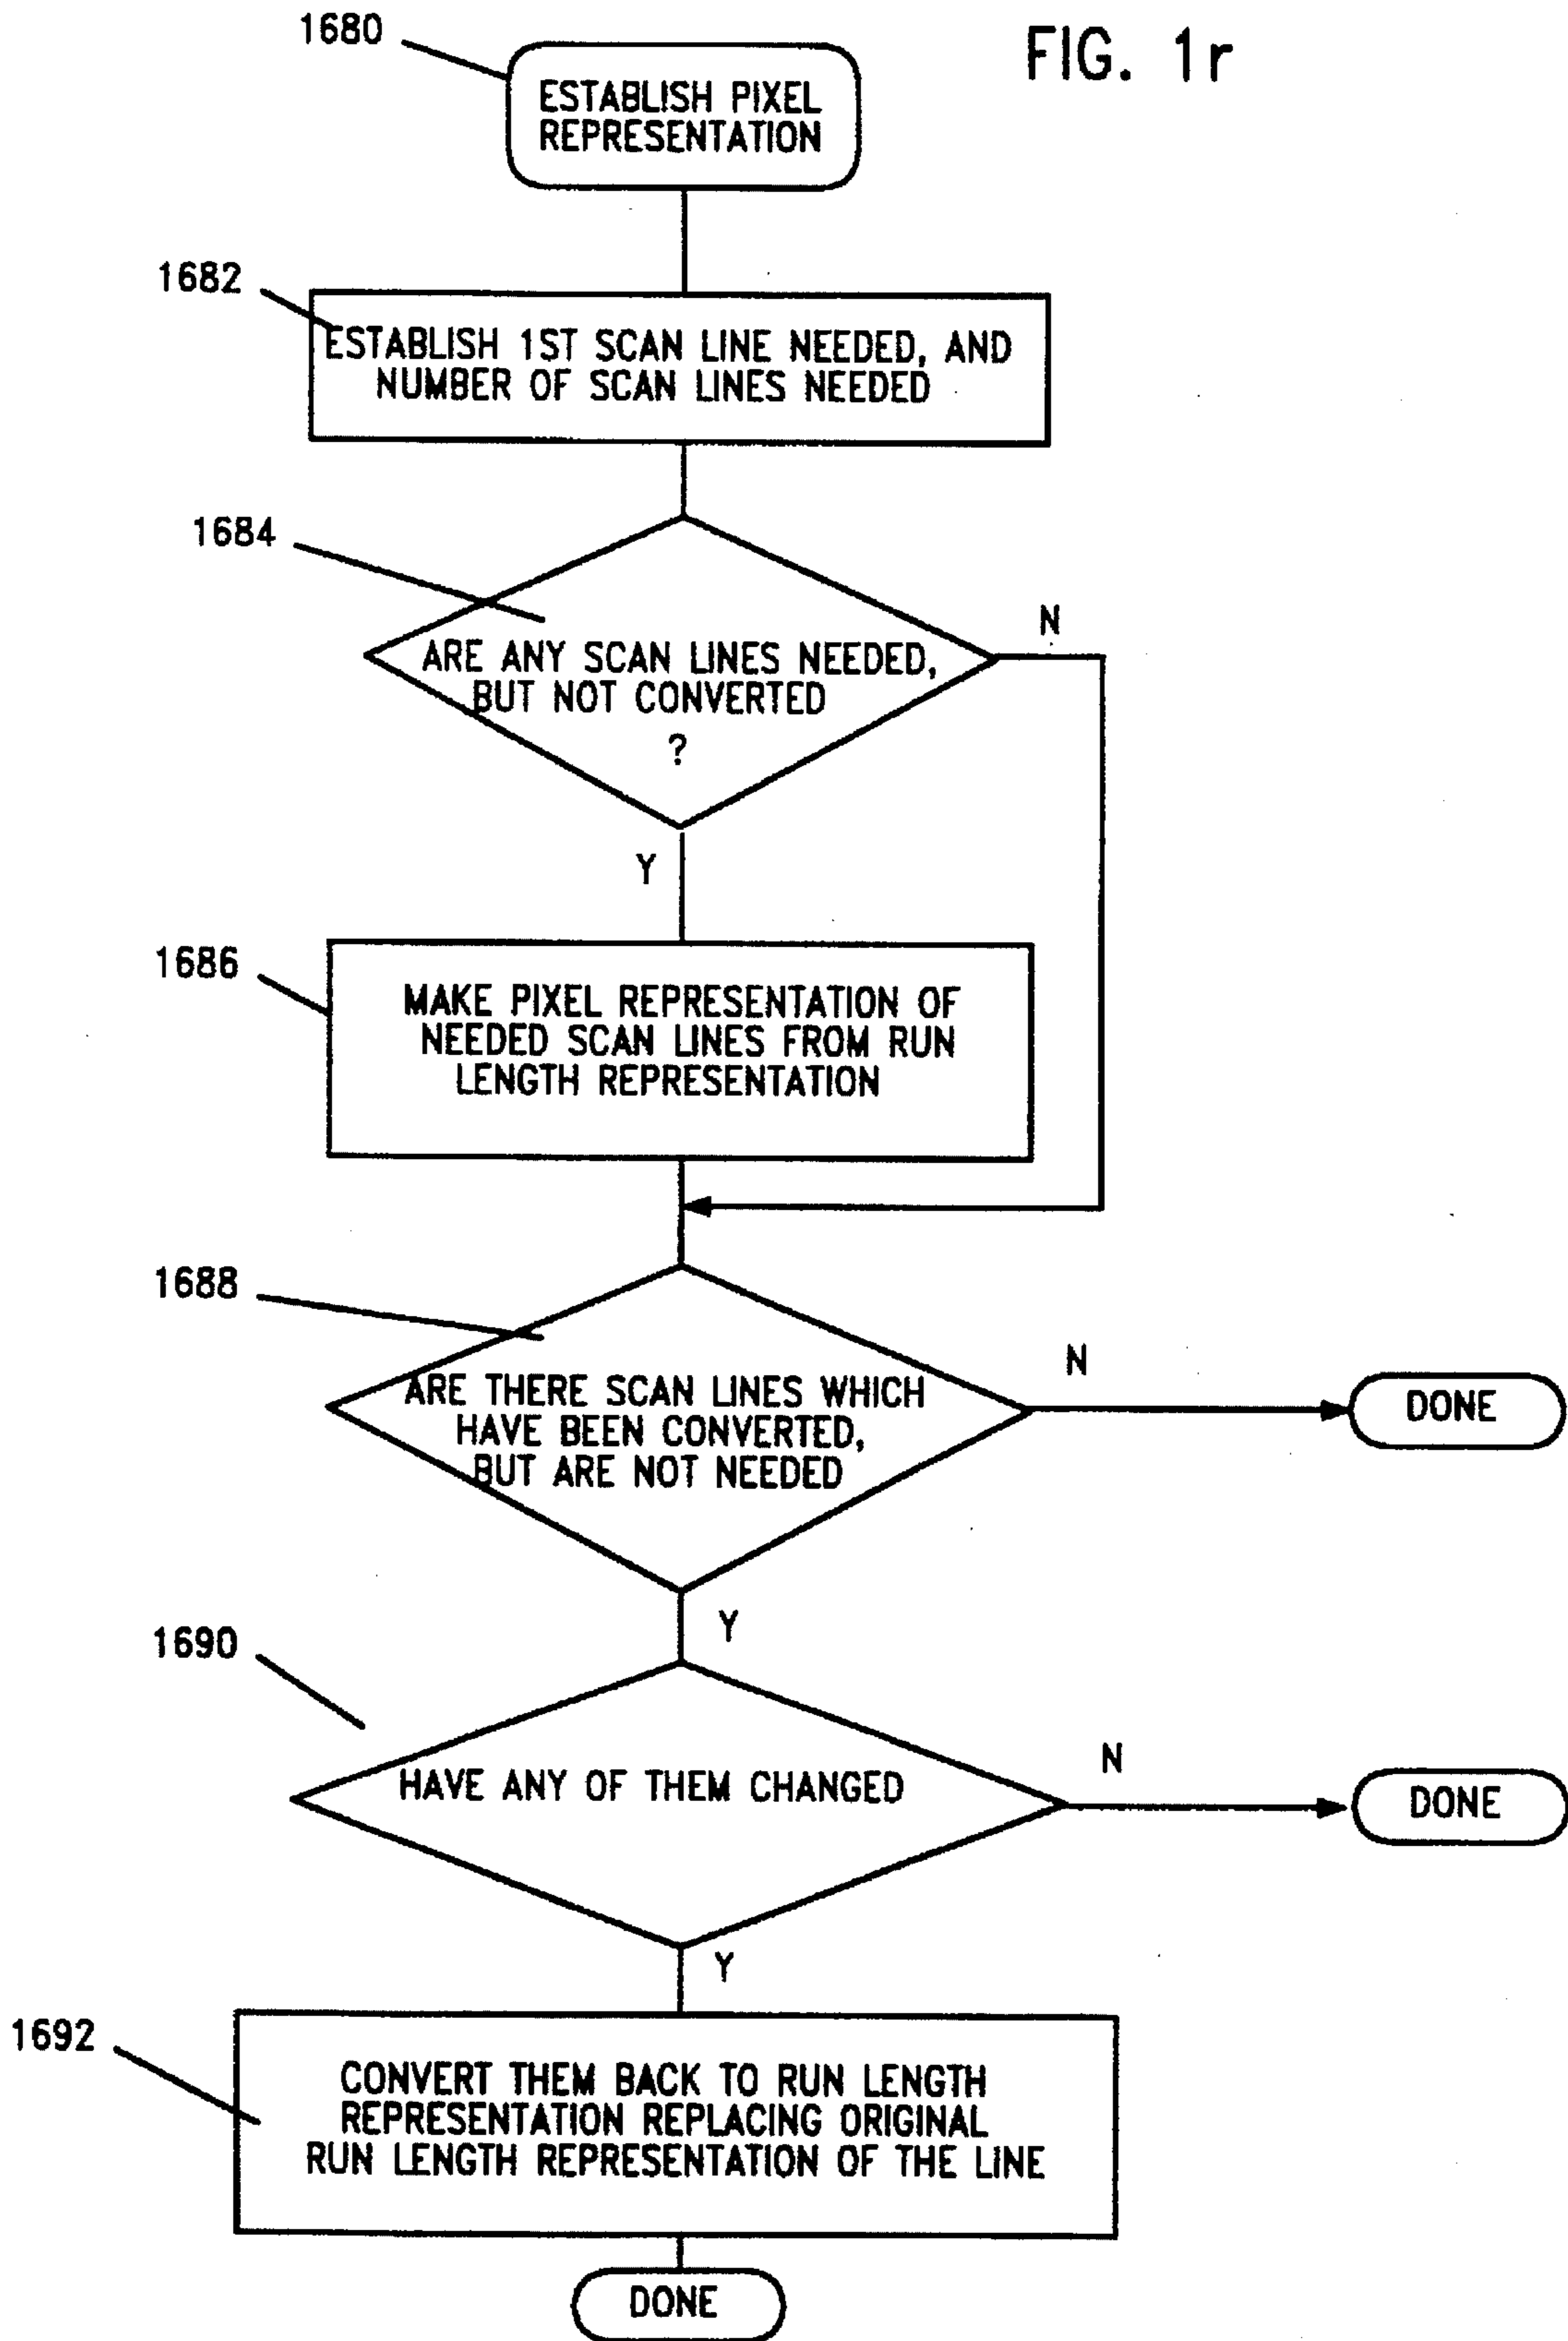 1680
FIG. 1r
ESTABLISH PIXEL
REPRESENTATION
1682
ESTABLISH 1ST SCAN LINE NEEDED, AND
NUMBER OF SCAN LINES NEEDED
1684
N
ARE ANY SCAN LINES NEEDED,
BUT NOT CONVERTED
?
Y
1686
MAKE PIXEL REPRESENTATION OF
NEEDED SCAN LINES FROM RUN
LENGTH REPRESENTATION
1688
N
ARE THERE SCAN LINES WHICH
HAVE BEEN CONVERTED,
BUT ARE NOT NEEDED
DONE
Y
1690
N
HAVE ANY OF THEM CHANGED
DONE
Y
1692
CONVERT THEM BACK TO RUN LENGTH
REPRESENTATION REPLACING ORIGINAL
RUN LENGTH REPRESENTATION OF THE LINE
DONE